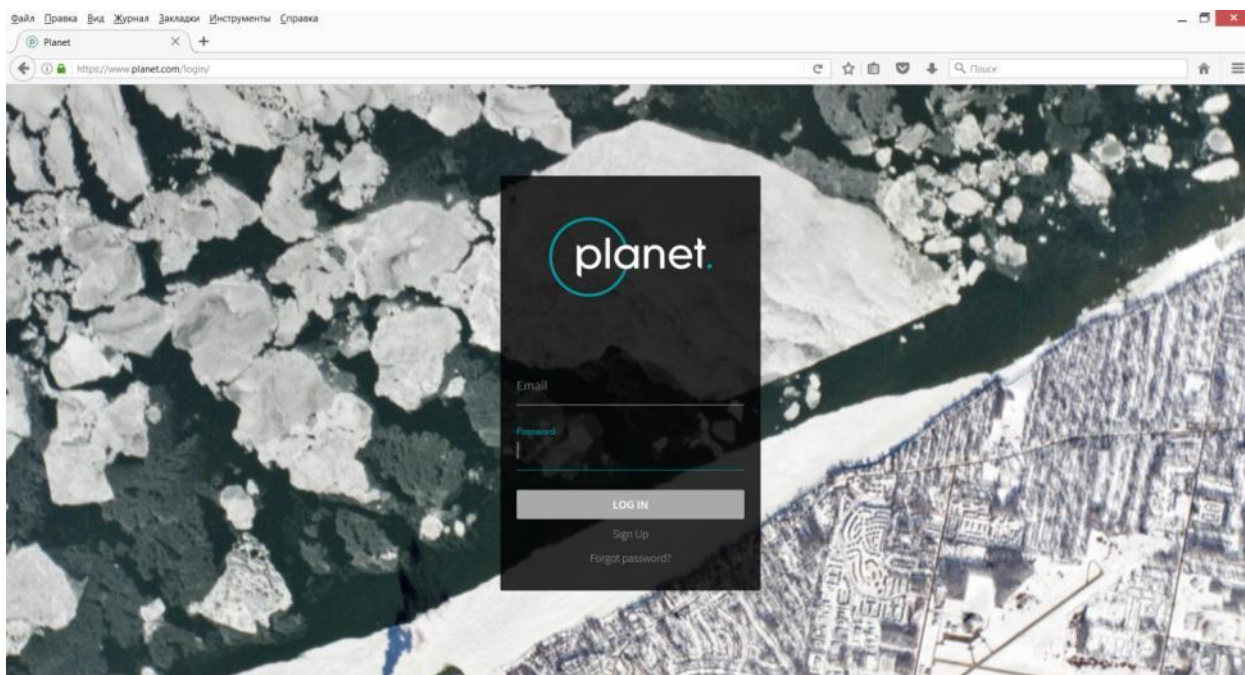 Файл Правка Вид Журнал Закладки Инструменты Справка
Planet
https://www.planet.com/login/
Поиск
planet.
Email
Password
LOG IN
Sign Up
Forgot password?